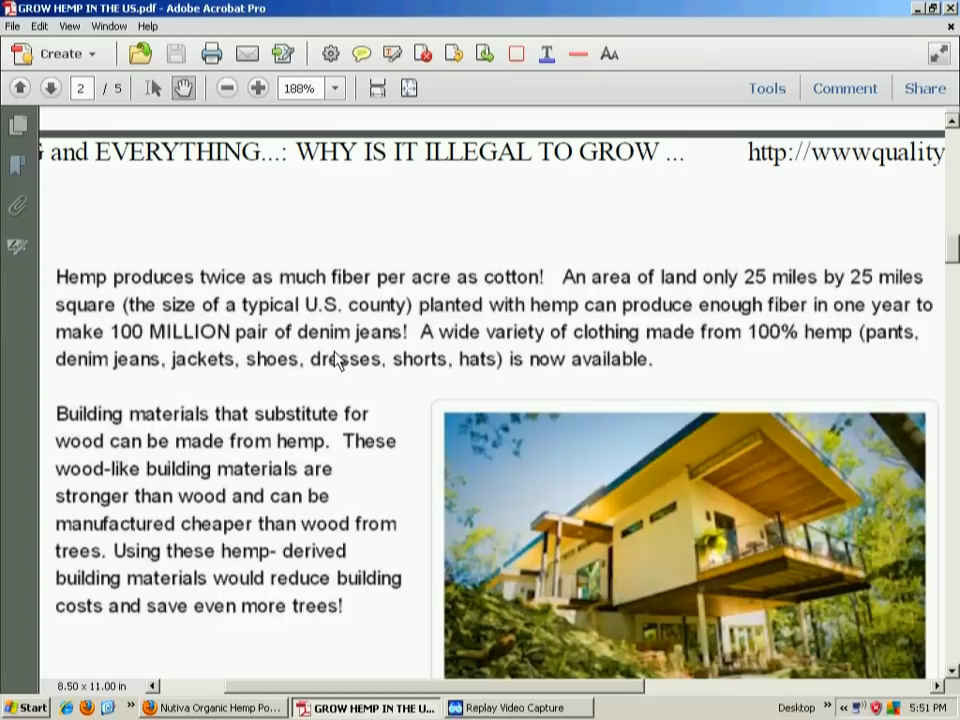 GROW HEMP IN THE US.pdf - Adobe Acrobat Pro
File Edit View Window Help
Create
2 / 5 188% Tools Comment Share
and EVERYTHING...: WHY IS IT ILLEGAL TO GROW ... http://wwwquality
Hemp produces twice as much fiber per acre as cotton! An area of land only 25 miles by 25 miles
square (the size of a typical U.S. county) planted with hemp can produce enough fiber in one year to
make 100 MILLION pair of denim jeans! A wide variety of clothing made from 100% hemp (pants,
denim jeans, jackets, shoes, dresses, shorts, hats) is now available.
Building materials that substitute for
wood can be made from hemp. These
wood-like building materials are
stronger than wood and can be
manufactured cheaper than wood from
trees. Using these hemp- derived
building materials would reduce building
costs and save even more trees!
8.50 x 11.00 in
Start Nutiva Organic Hemp Po... GROW HEMP IN THE U... Replay Video Capture Desktop 5:51 PM